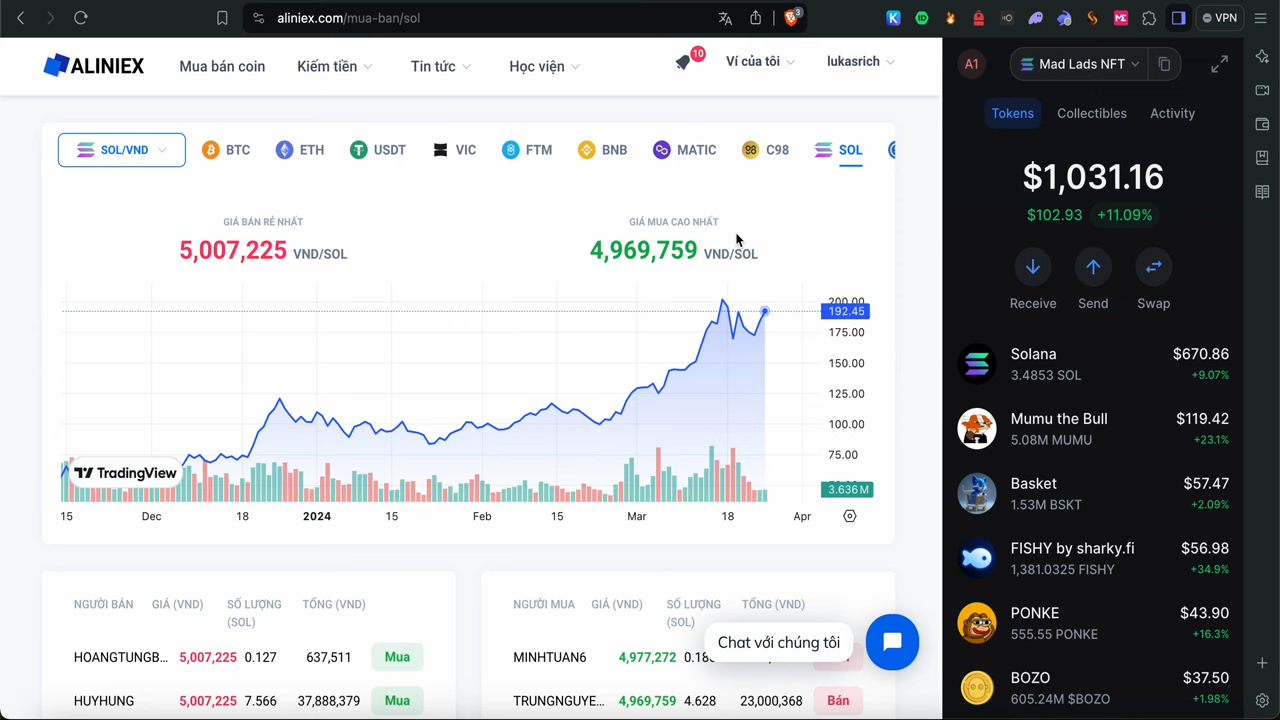 aliniex.com/mua-ban/sol
3
VPN
ALINIEX
Mua bán coin
Kiếm tiền
Tin tức
Học viện
10
Ví của tôi
lukasrich
SOL/VND
BTC
ETH
USDT
VIC
FTM
BNB
MATIC
C98
SOL
GIÁ BÁN RẺ NHẤT
5,007,225 VND/SOL
GIÁ MUA CAO NHẤT
4,969,759 VND/SOL
200.00
192.45
175.00
150.00
125.00
100.00
75.00
3.636 M
TradingView
15 Dec 18 2024 15 Feb 15 Mar 18 Apr
NGƯỜI BÁN GIÁ (VND) SỐ LƯỢNG (SOL) TỔNG (VND)
HOANGTUNGB... 5,007,225 0.127 637,511 Mua
HUYHUNG 5,007,225 7.566 37,888,379 Mua
NGƯỜI MUA GIÁ (VND) SỐ LƯỢNG (SOL) TỔNG (VND)
MINHTUAN6 4,977,272
TRUNGNGUYE... 4,969,759 4.628 23,000,368 Bán
Chat với chúng tôi
A1
Mad Lads NFT
Tokens
Collectibles
Activity
$1,031.16
$102.93 +11.09%
Receive
Send
Swap
Solana $670.86
3.4853 SOL +9.07%
Mumu the Bull $119.42
5.08M MUMU +23.1%
Basket $57.47
1.53M BSKT +2.09%
FISHY by sharky.fi $56.98
1,381.0325 FISHY +34.9%
PONKE $43.90
555.55 PONKE +16.3%
BOZO $37.50
605.24M $BOZO +1.98%